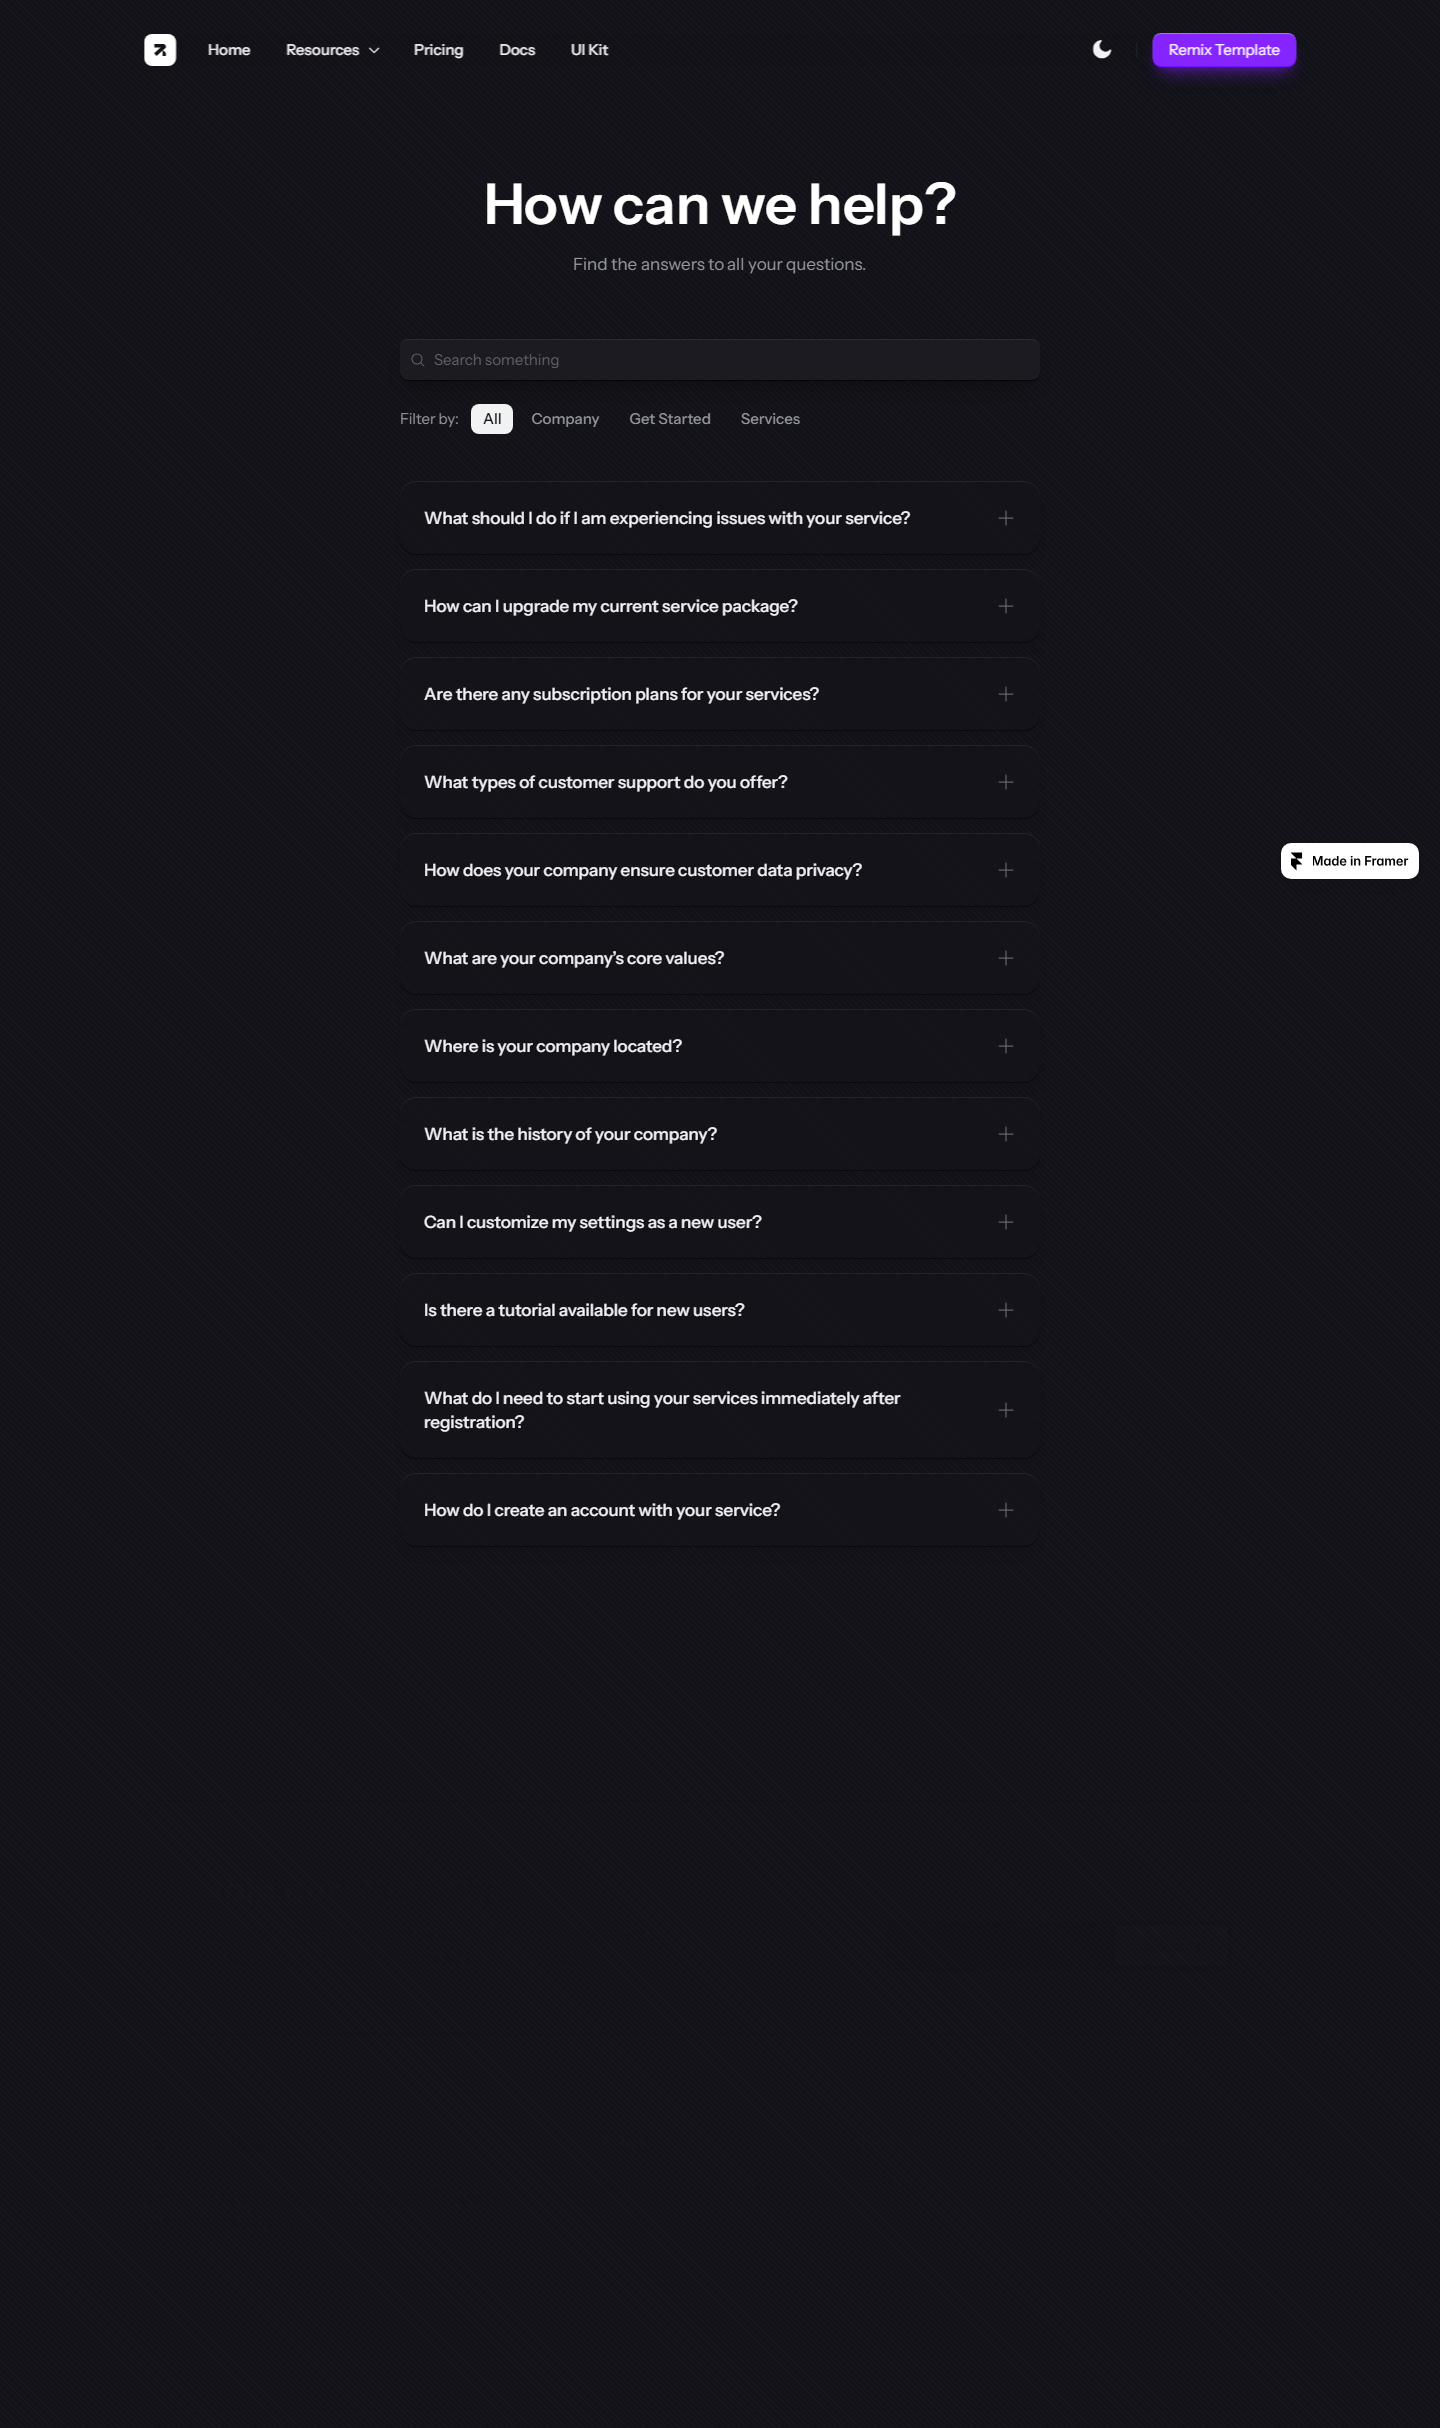 Home
Resources
Pricing
Docs
UI Kit
Remix Template
How can we help?
Find the answers to all your questions.
Search something
Filter by:
All
Company
Get Started
Services
What should I do if I am experiencing issues with your service?
How can I upgrade my current service package?
Are there any subscription plans for your services?
What types of customer support do you offer?
How does your company ensure customer data privacy?
Made in Framer
What are your company’s core values?
Where is your company located?
What is the history of your company?
Can I customize my settings as a new user?
Is there a tutorial available for new users?
What do I need to start using your services immediately after
registration?
How do I create an account with your service?